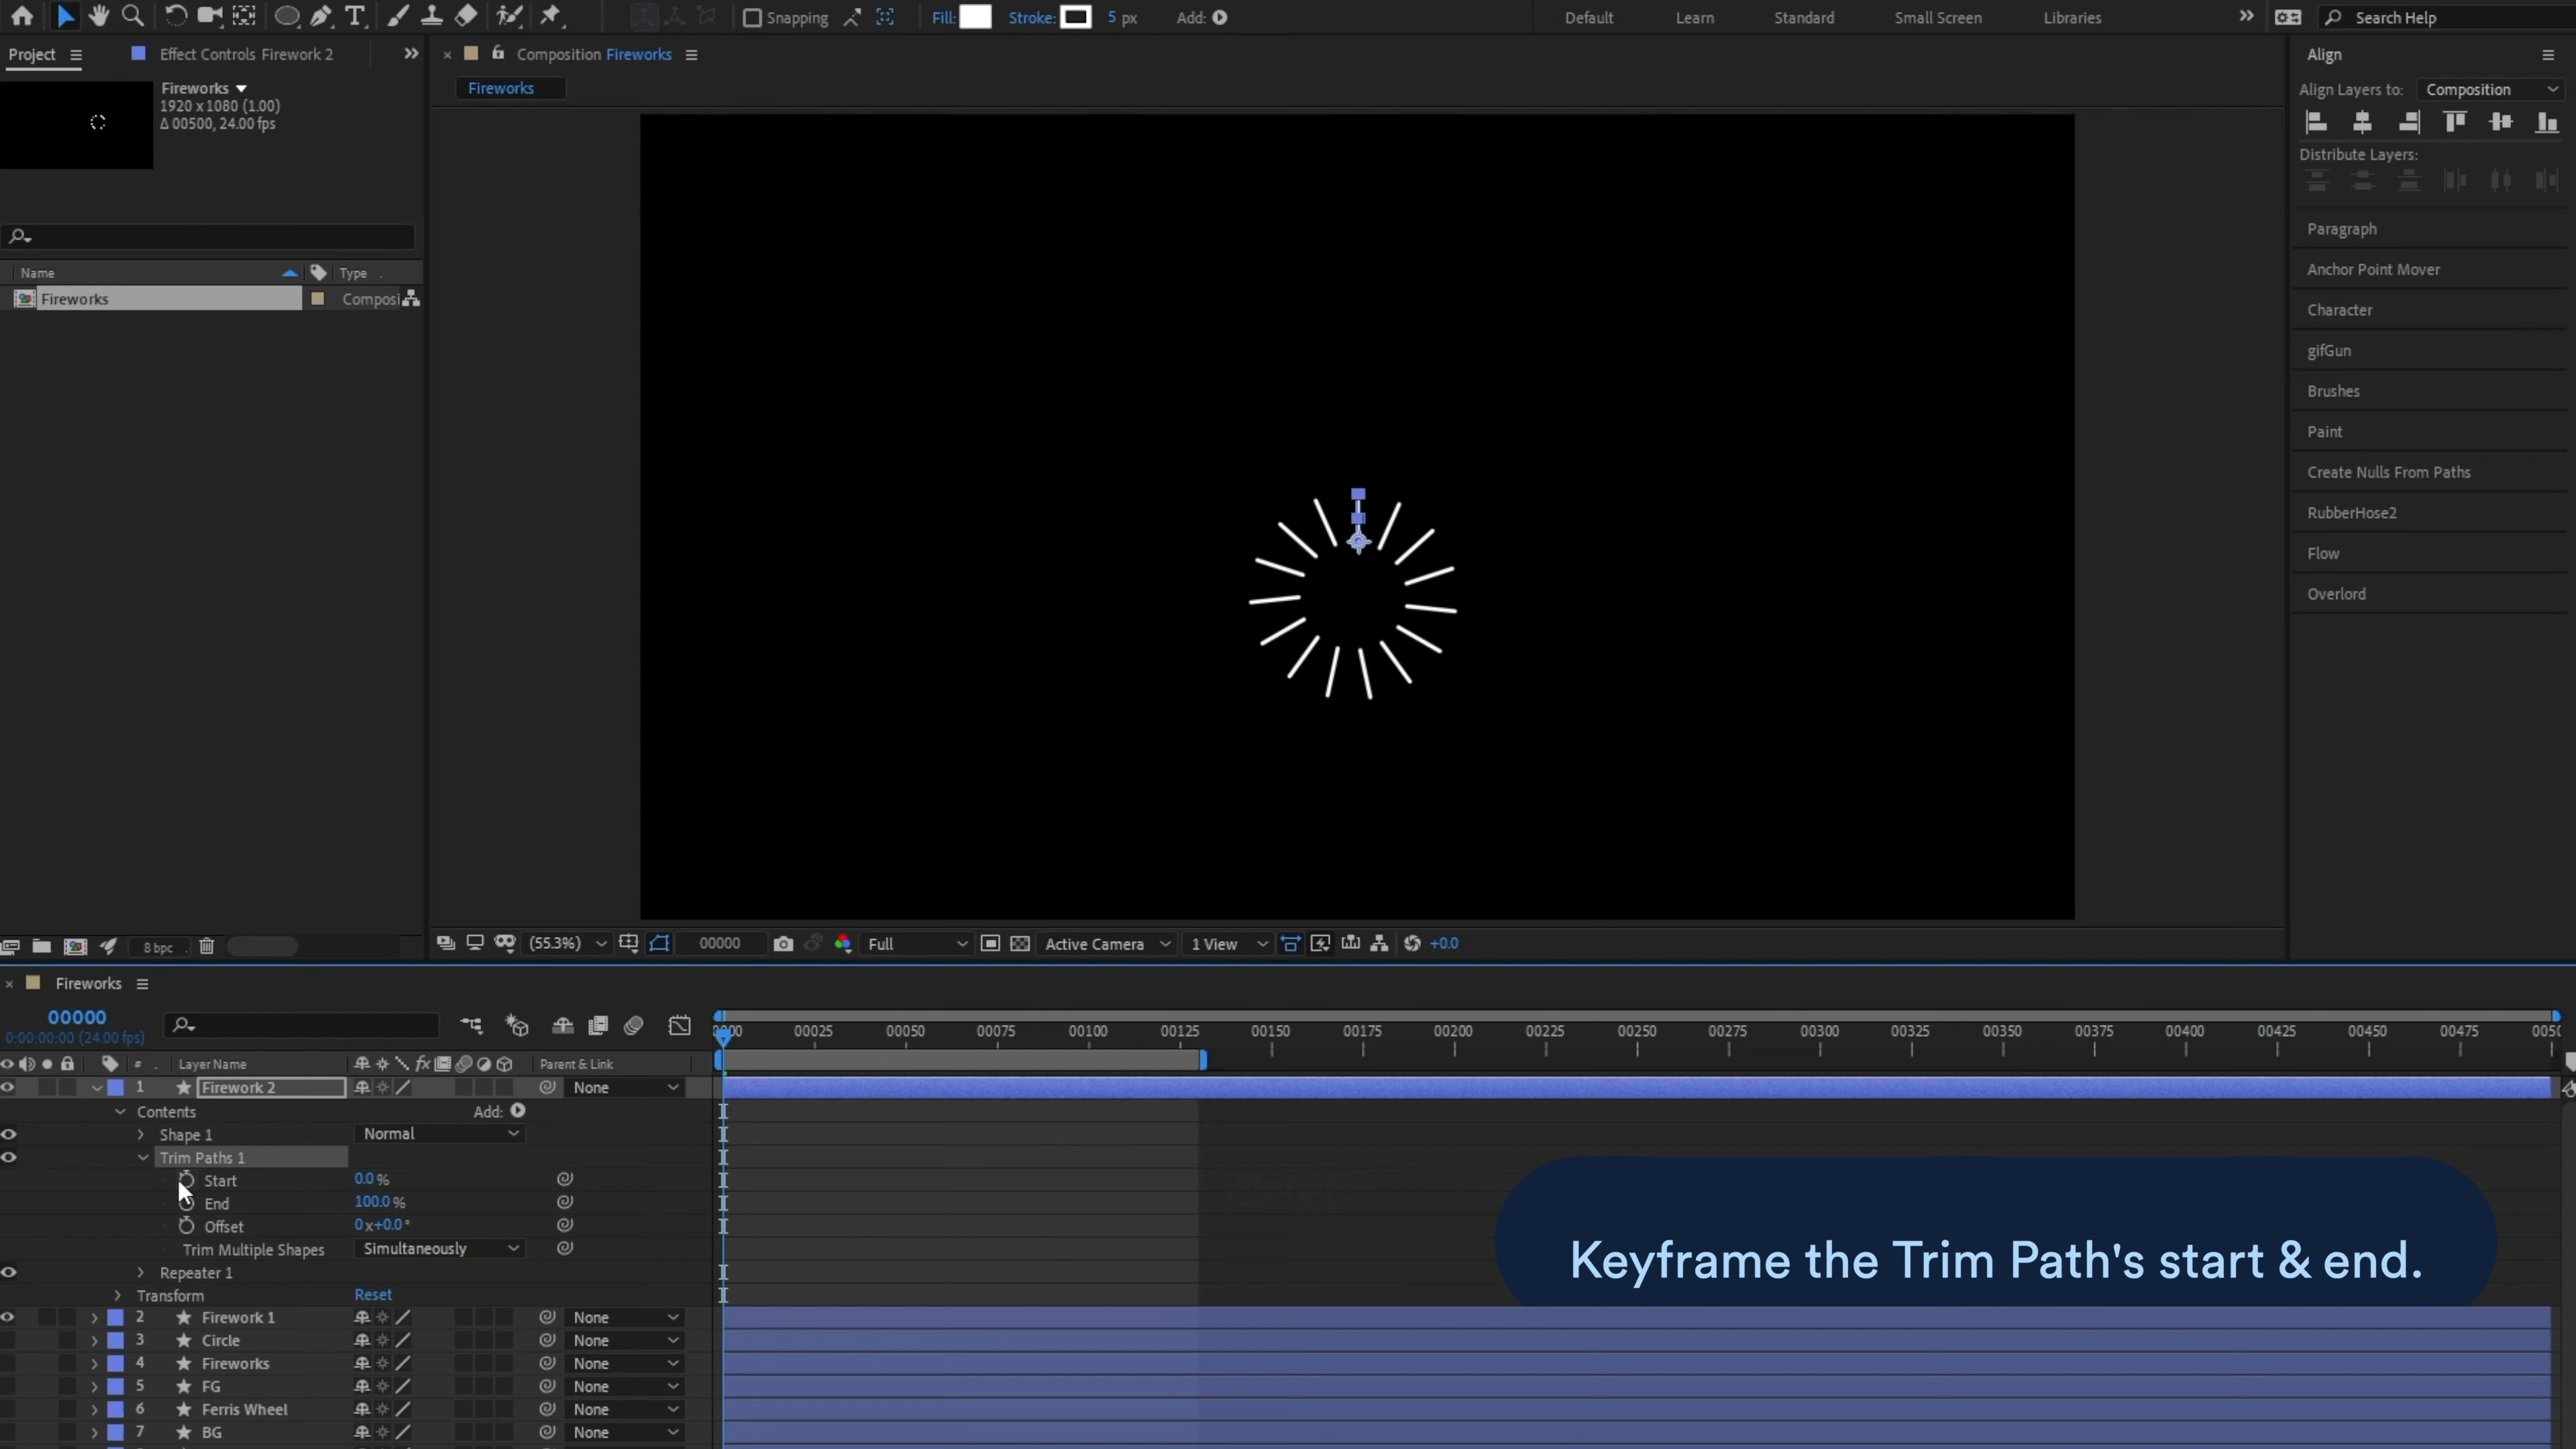 Snapping Fill: Stroke: 5 px Add: Default Learn Standard Small Screen Libraries Search Help
Project Effect Controls Firework 2
Composition Fireworks
Align
Fireworks
1920 x 1080 (1.00)
Δ 00500, 24.00 fps
Fireworks
Align Layers to: Composition
Distribute Layers:
Paragraph
Anchor Point Mover
Character
gifGun
Brushes
Paint
Create Nulls From Paths
RubberHose2
Flow
Overlord
Name Type
Fireworks Composi
8 bpc
(55.3%) 00000 Full Active Camera 1 View +0.0
Fireworks
00000
0:00:00:00 (24.00 fps)
00025 00050 00075 00100 00125 00150 00175 00200 00225 00250 00275 00300 00325 00350 00375 00400 00425 00450 00475
# Layer Name fx Parent & Link
1 Firework 2 None
Contents Add:
Shape 1 Normal
Trim Paths 1
Start 0.0 %
End 100.0 %
Offset 0 x+0.0 °
Trim Multiple Shapes Simultaneously
Repeater 1
Transform Reset
2 Firework 1 None
3 Circle None
4 Fireworks None
5 FG None
6 Ferris Wheel None
7 BG None
Keyframe the Trim Path's start & end.